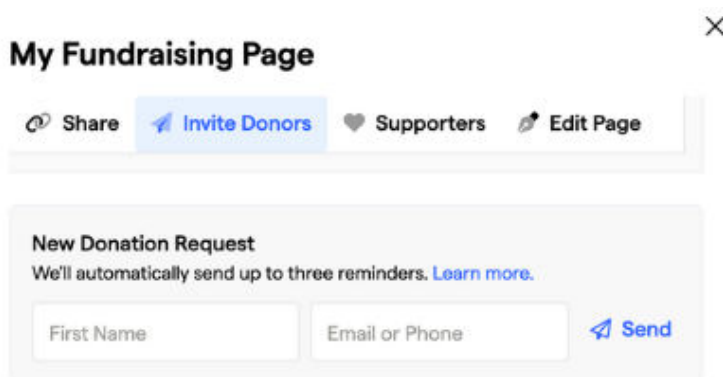 My Fundraising Page
Share Invite Donors Supporters Edit Page
New Donation Request
We'll automatically send up to three reminders. Learn more.
First Name Email or Phone Send